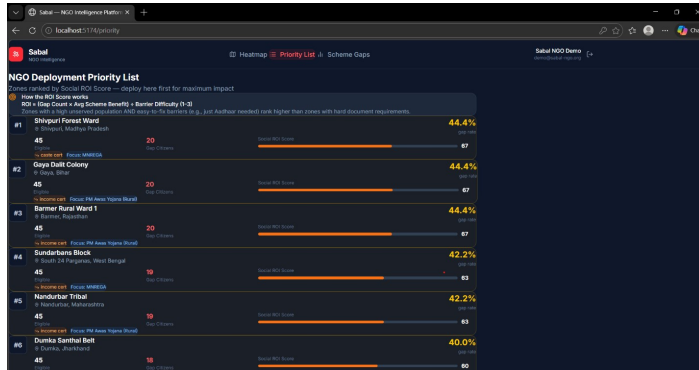 Sabal — NGO Intelligence Platform
localhost:5174/priority
Sabal
NGO Intelligence
Heatmap Priority List Scheme Gaps
Sabal NGO Demo
demo@sabal-ngo.org
NGO Deployment Priority List
Zones ranked by Social ROI Score — deploy here first for maximum impact
How the ROI Score works
ROI = (Gap Count × Avg Scheme Benefit) ÷ Barrier Difficulty (1-3)
Zones with a high unserved population AND easy-to-fix barriers (e.g., just Aadhaar needed) rank higher than zones with hard document requirements.
#1 Shivpuri Forest Ward 44.4%
Shivpuri, Madhya Pradesh gap rate
45 20 Social ROI Score 67
Eligible Gap Citizens
caste cert Focus: MNREGA
#2 Gaya Dalit Colony 44.4%
Gaya, Bihar gap rate
45 20 Social ROI Score 67
Eligible Gap Citizens
income cert Focus: PM Awas Yojana (Rural)
#3 Barmer Rural Ward 1 44.4%
Barmer, Rajasthan gap rate
45 20 Social ROI Score 67
Eligible Gap Citizens
income cert Focus: PM Awas Yojana (Rural)
#4 Sundarbans Block 42.2%
South 24 Parganas, West Bengal gap rate
45 19 Social ROI Score 63
Eligible Gap Citizens
income cert Focus: MNREGA
#5 Nandurbar Tribal 42.2%
Nandurbar, Maharashtra gap rate
45 19 Social ROI Score 63
Eligible Gap Citizens
income cert Focus: PM Awas Yojana (Rural)
#6 Dumka Santhal Belt 40.0%
Dumka, Jharkhand gap rate
45 18 Social ROI Score 60
Eligible Gap Citizens